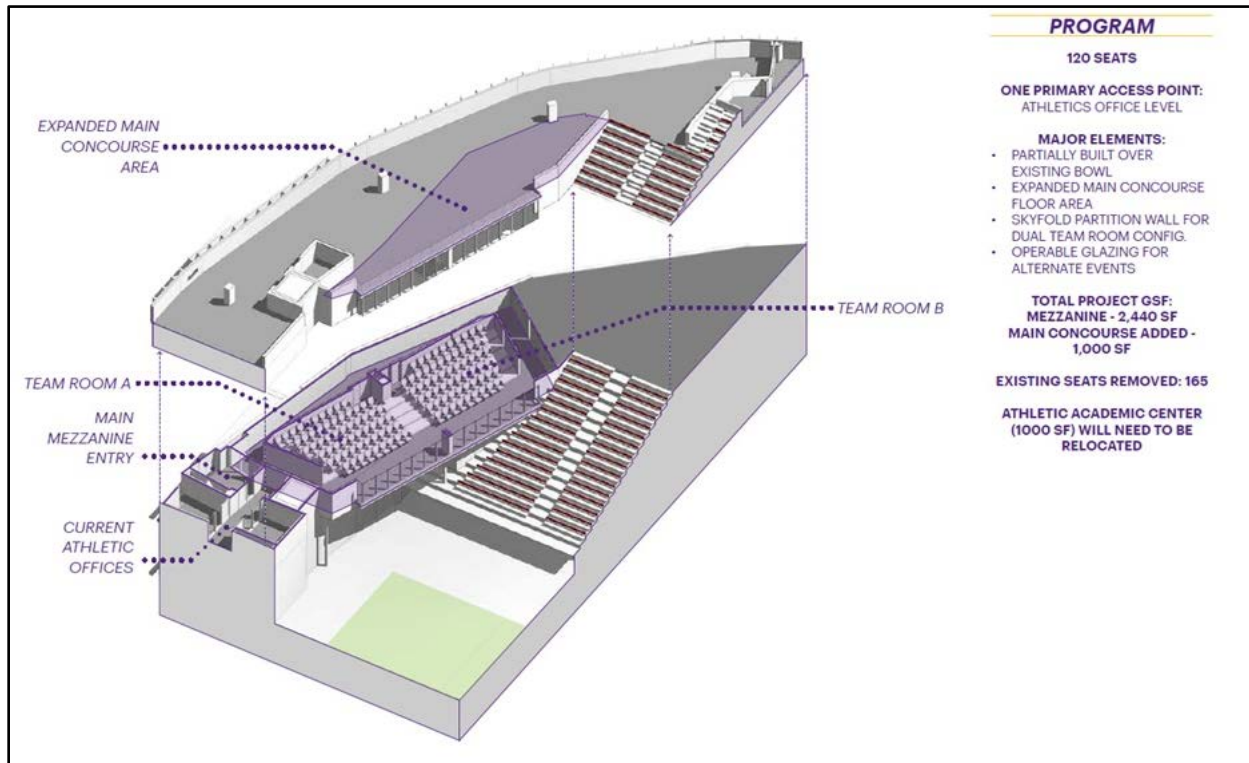 PROGRAM
120 SEATS
ONE PRIMARY ACCESS POINT:
ATHLETICS OFFICE LEVEL
MAJOR ELEMENTS:
• PARTIALLY BUILT OVER
EXISTING BOWL
• EXPANDED MAIN CONCOURSE
FLOOR AREA
• SKYFOLD PARTITION WALL FOR
DUAL TEAM ROOM CONFIG.
• OPERABLE GLAZING FOR
ALTERNATE EVENTS
TOTAL PROJECT GSF:
MEZZANINE - 2,440 SF
MAIN CONCOURSE ADDED -
1,000 SF
EXISTING SEATS REMOVED: 165
ATHLETIC ACADEMIC CENTER
(1000 SF) WILL NEED TO BE
RELOCATED
EXPANDED MAIN
CONCOURSE
AREA
TEAM ROOM B
TEAM ROOM A
MAIN
MEZZANINE
ENTRY
CURRENT
ATHLETIC
OFFICES